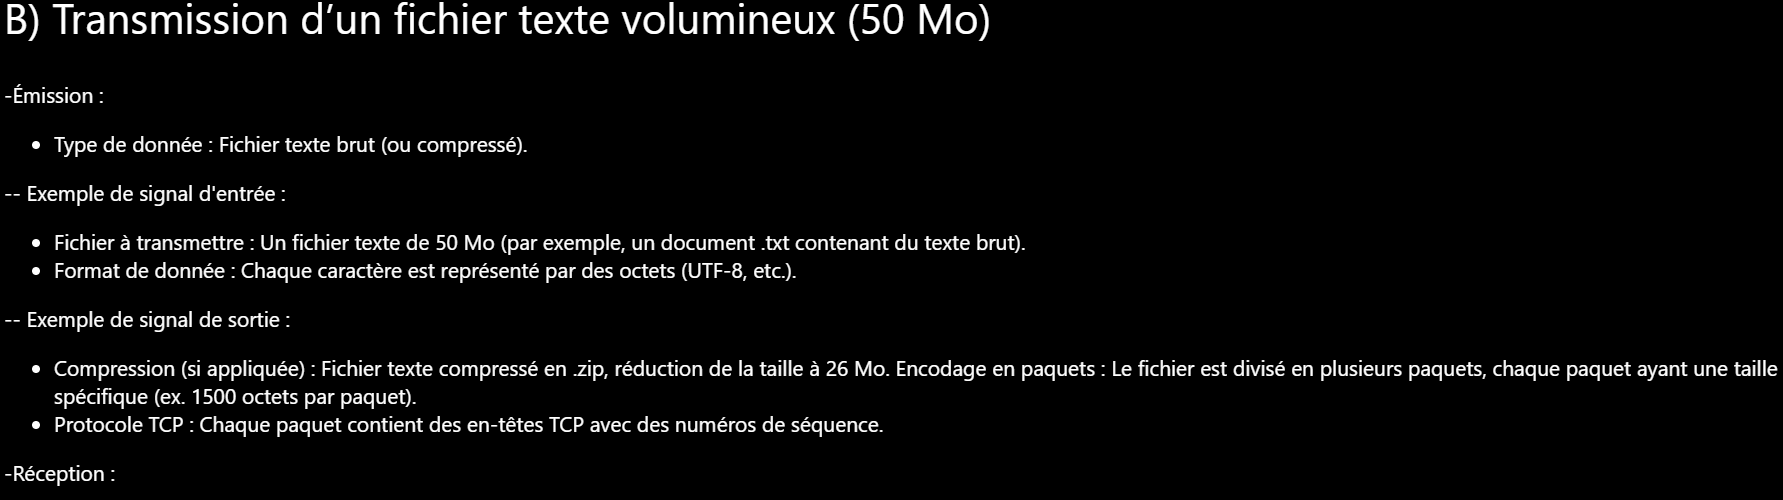 B) Transmission d’un fichier texte volumineux (50 Mo)
-Émission :
• Type de donnée : Fichier texte brut (ou compressé).
-- Exemple de signal d'entrée :
• Fichier à transmettre : Un fichier texte de 50 Mo (par exemple, un document .txt contenant du texte brut).
• Format de donnée : Chaque caractère est représenté par des octets (UTF-8, etc.).
-- Exemple de signal de sortie :
• Compression (si appliquée) : Fichier texte compressé en .zip, réduction de la taille à 26 Mo. Encodage en paquets : Le fichier est divisé en plusieurs paquets, chaque paquet ayant une taille
spécifique (ex. 1500 octets par paquet).
• Protocole TCP : Chaque paquet contient des en-têtes TCP avec des numéros de séquence.
-Réception :